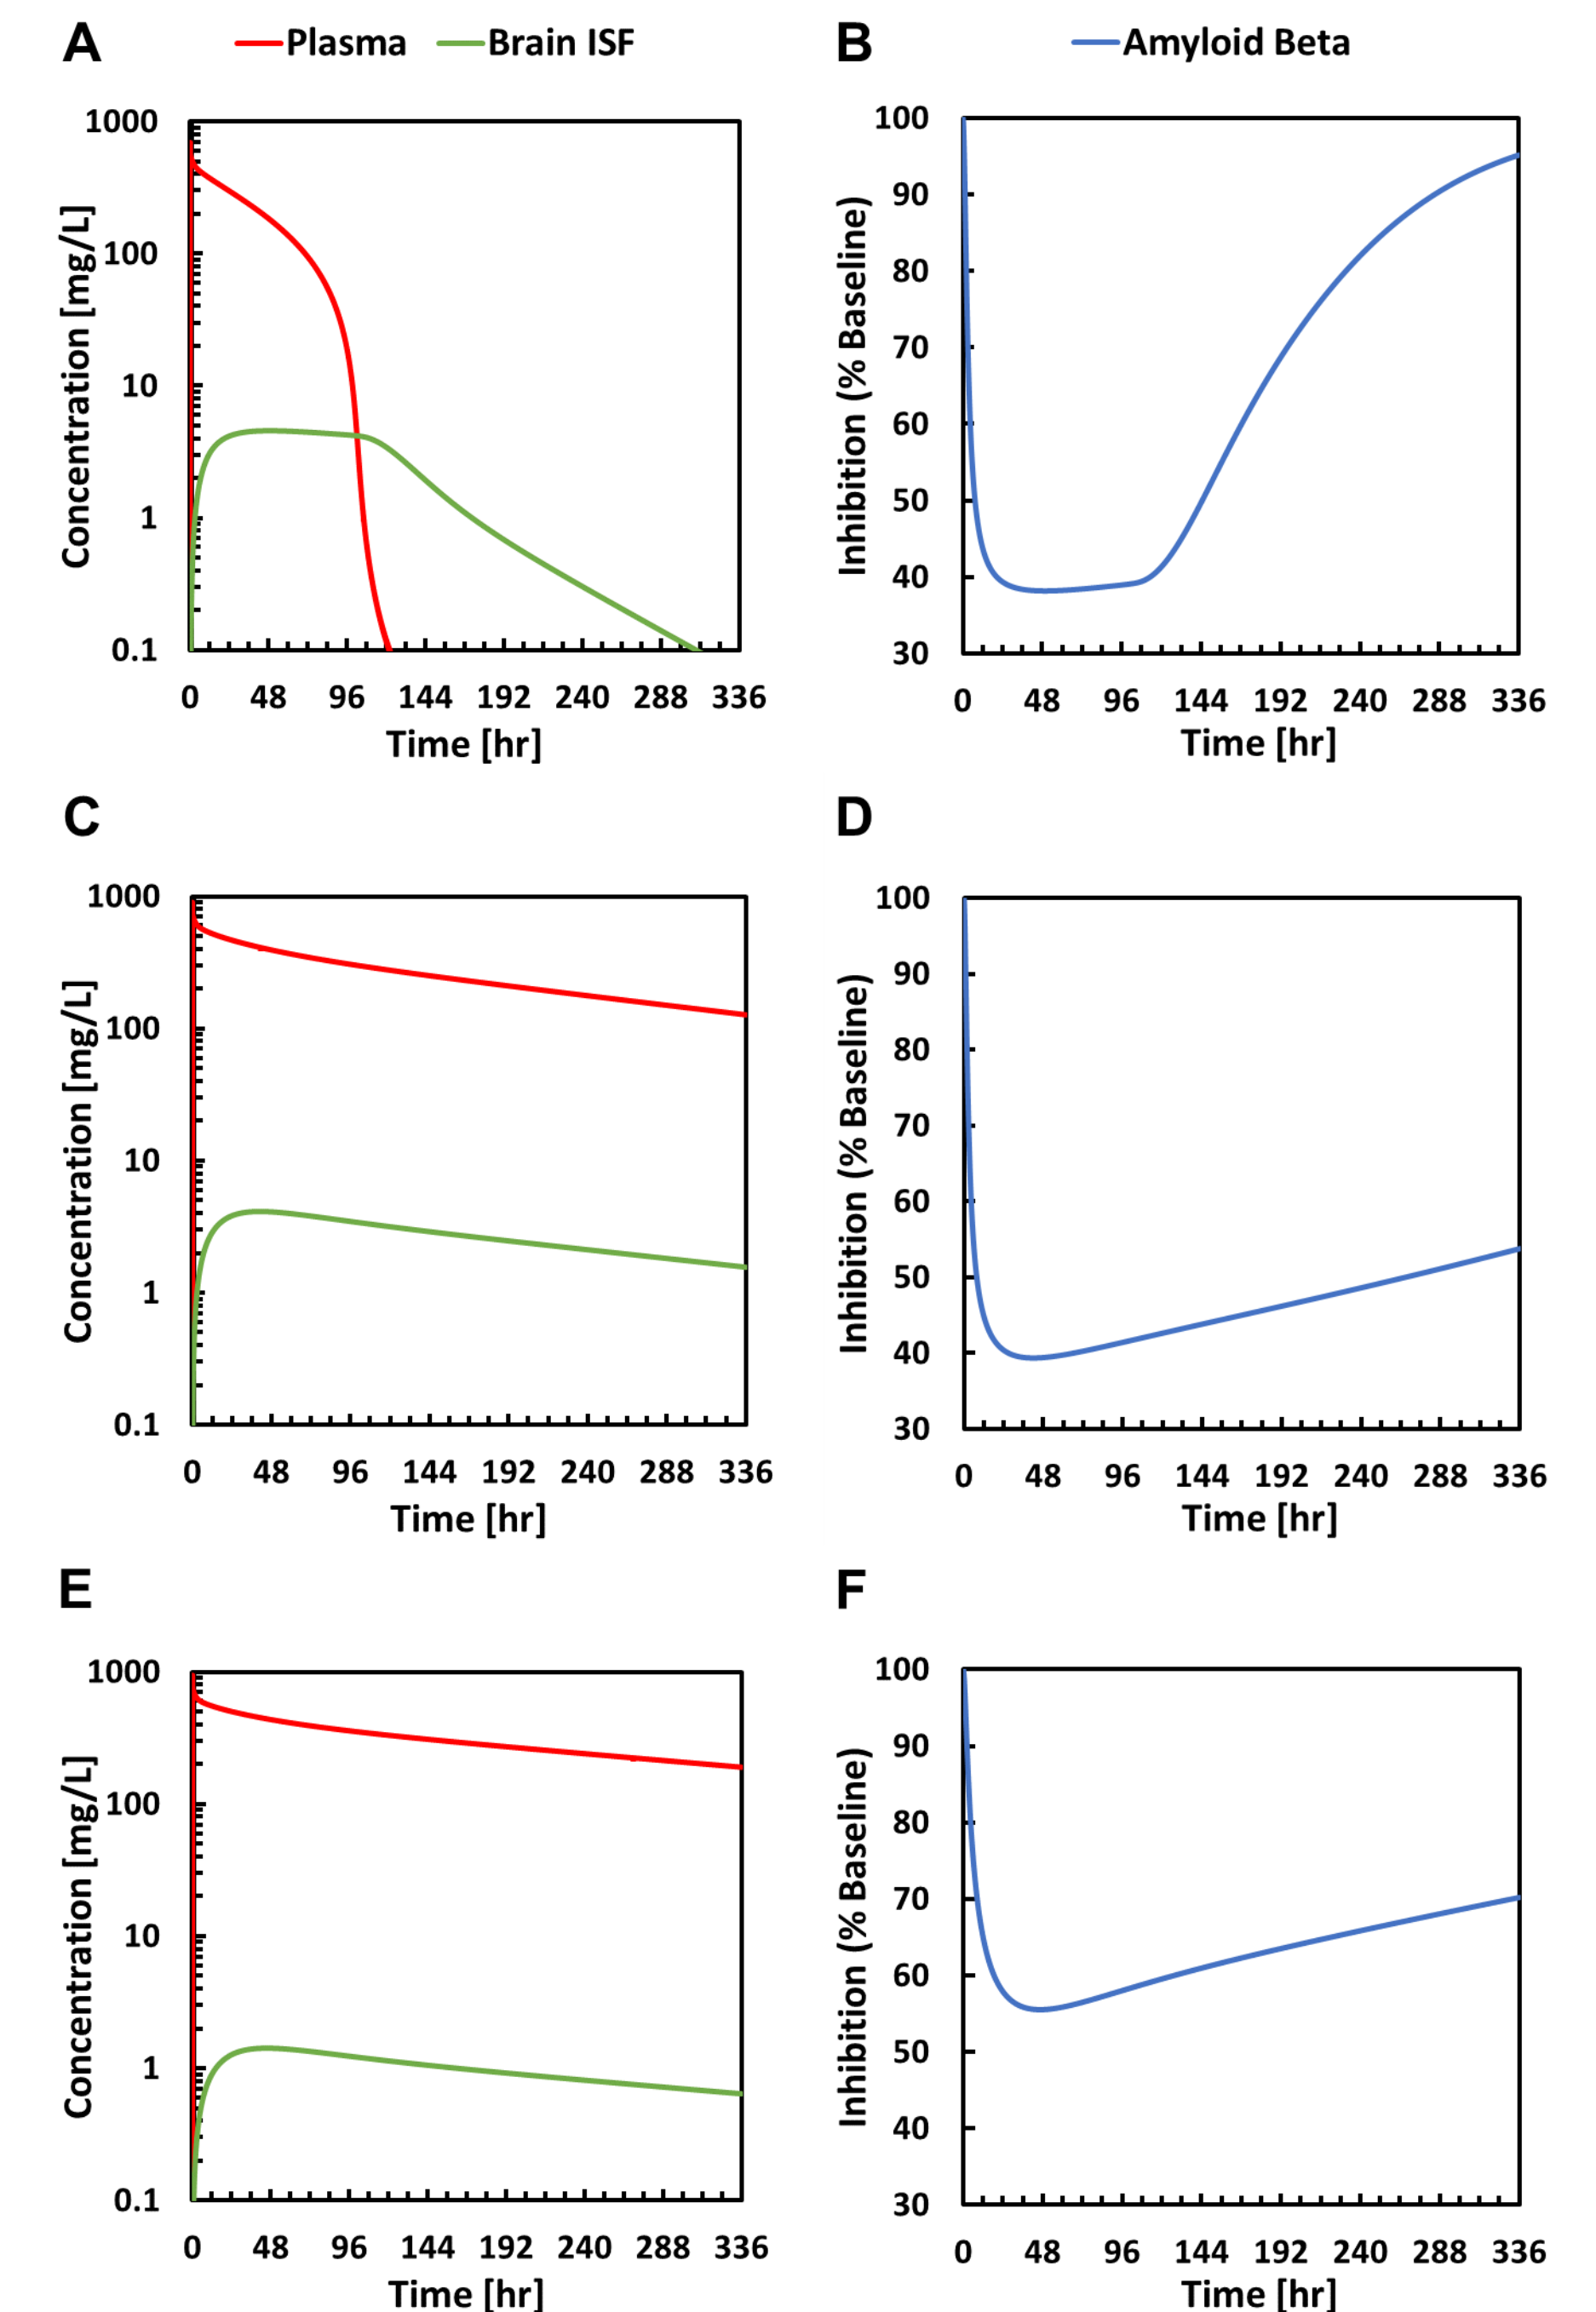 A
Plasma
Brain ISF
B
Amyloid Beta
1000
100
10
1
0.1
Concentration [mg/L]
0 48 96 144 192 240 288 336
Time [hr]
100
90
80
70
60
50
40
30
Inhibition (% Baseline)
0 48 96 144 192 240 288 336
Time [hr]
C
1000
100
10
1
0.1
Concentration [mg/L]
0 48 96 144 192 240 288 336
Time [hr]
D
100
90
80
70
60
50
40
30
Inhibition (% Baseline)
0 48 96 144 192 240 288 336
Time [hr]
E
1000
100
10
1
0.1
Concentration [mg/L]
0 48 96 144 192 240 288 336
Time [hr]
F
100
90
80
70
60
50
40
30
Inhibition (% Baseline)
0 48 96 144 192 240 288 336
Time [hr]